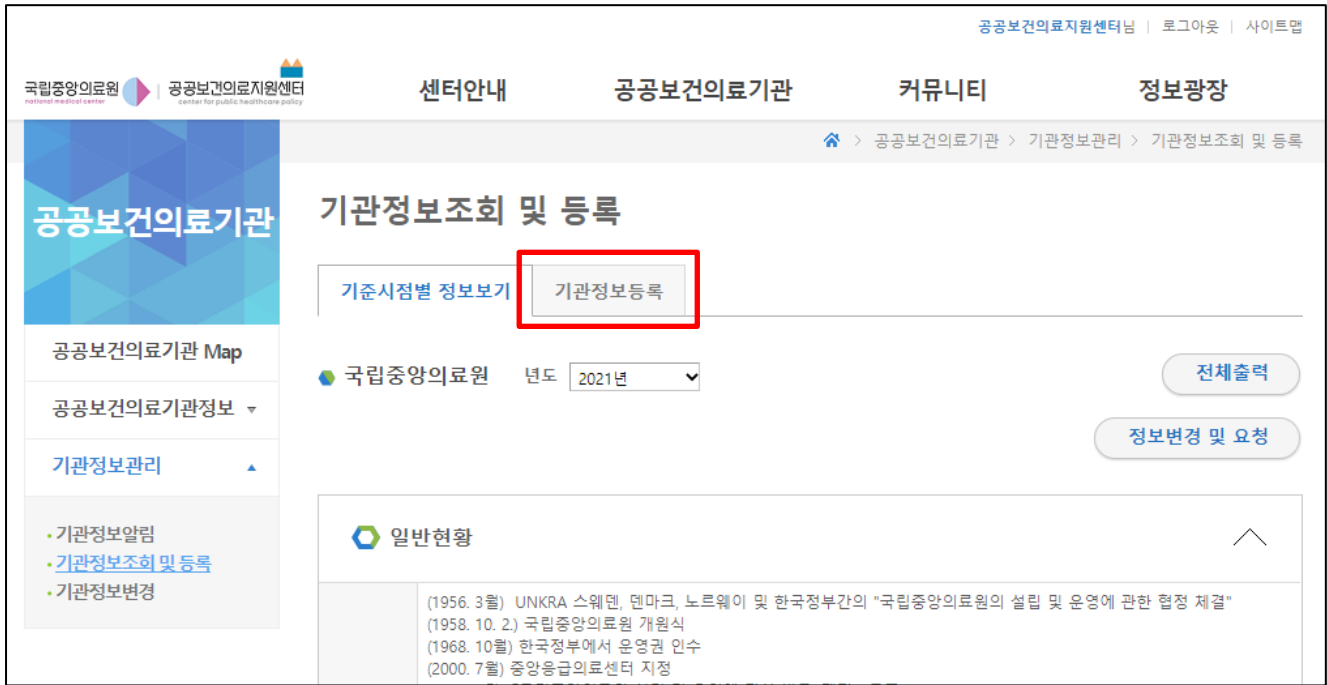 공공보건의료지원센터님 | 로그아웃 | 사이트맵
국립중앙의료원 | 공공보건의료지원센터
national medical center center for public healthcare policy
센터안내 공공보건의료기관 커뮤니티 정보광장
> 공공보건의료기관 > 기관정보관리 > 기관정보조회 및 등록
공공보건의료기관
공공보건의료기관 Map
공공보건의료기관정보
기관정보관리
기관정보알림
기관정보조회 및 등록
기관정보변경
기관정보조회 및 등록
기준시점별 정보보기 기관정보등록
국립중앙의료원 년도 2021년 전체출력
정보변경 및 요청
일반현황
(1956. 3월) UNKRA 스웨덴, 덴마크, 노르웨이 및 한국정부간의 "국립중앙의료원의 설립 및 운영에 관한 협정 체결"
(1958. 10. 2.) 국립중앙의료원 개원식
(1968. 10월) 한국정부에서 운영권 인수
(2000. 7월) 중앙응급의료센터 지정